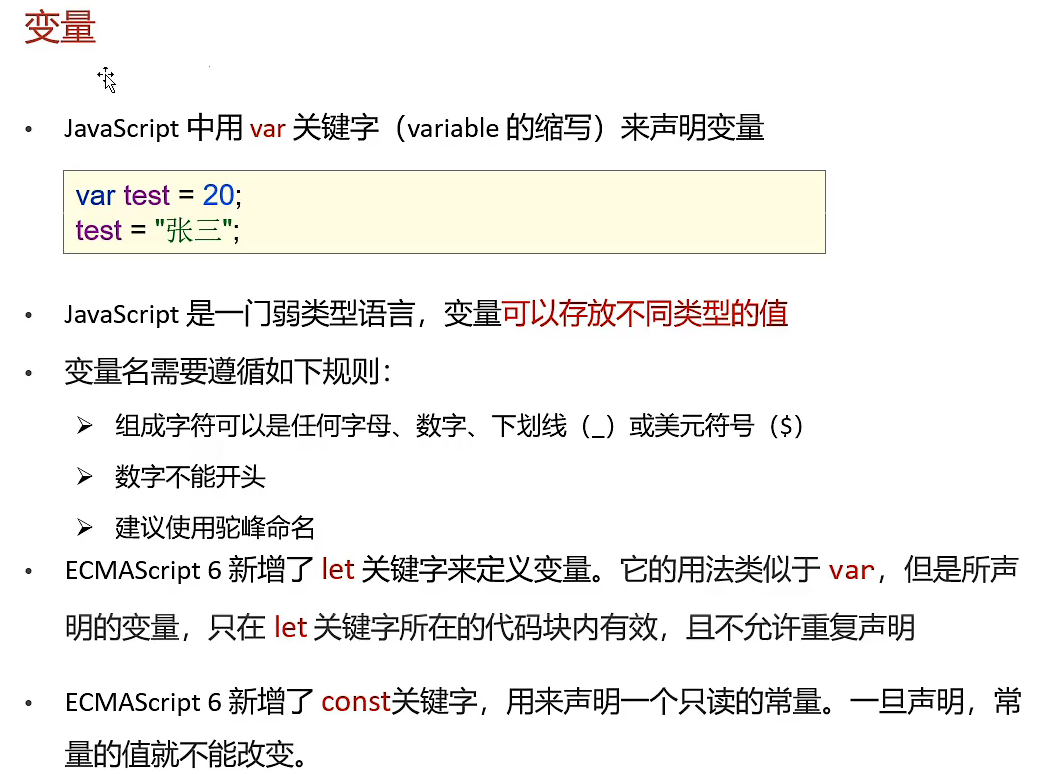 变量
• JavaScript 中用 var 关键字（variable 的缩写）来声明变量
var test = 20;
test = "张三";
• JavaScript 是一门弱类型语言，变量可以存放不同类型的值
• 变量名需要遵循如下规则：
➢ 组成字符可以是任何字母、数字、下划线（_）或美元符号（$）
➢ 数字不能开头
➢ 建议使用驼峰命名
• ECMAScript 6 新增了 let 关键字来定义变量。它的用法类似于 var，但是所声
明的变量，只在 let 关键字所在的代码块内有效，且不允许重复声明
• ECMAScript 6 新增了 const关键字，用来声明一个只读的常量。一旦声明，常
量的值就不能改变。